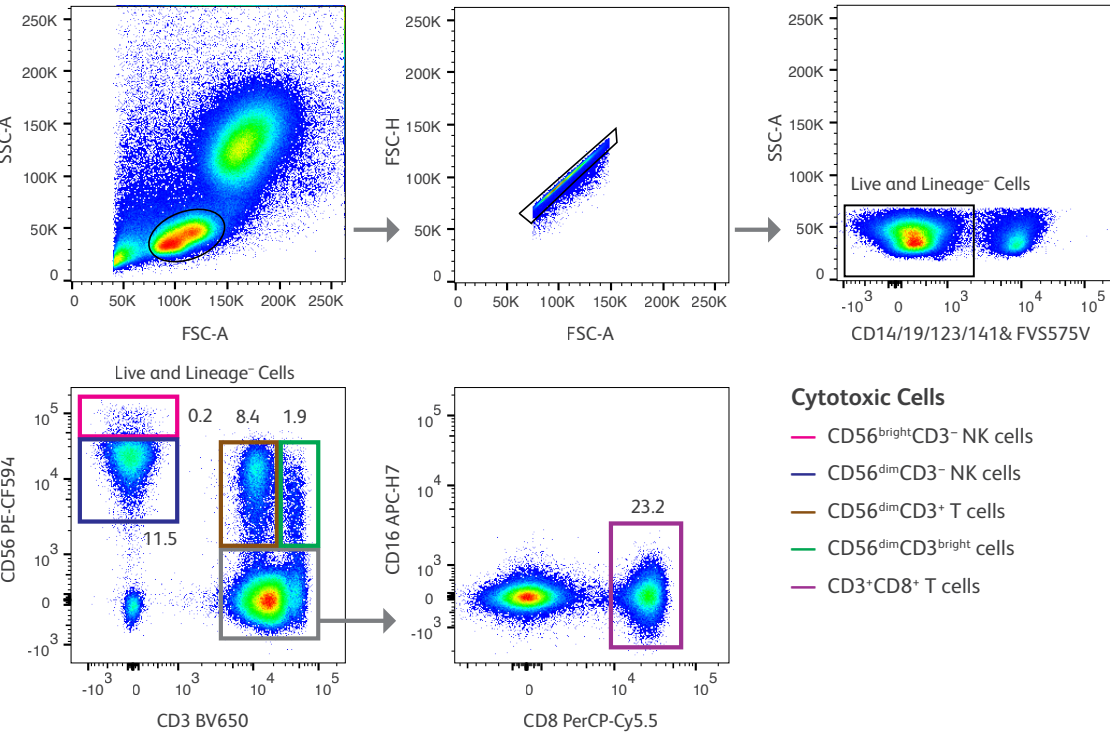 250K
200K
150K
100K
50K
0
SSC-A
0 50K 100K 150K 200K 250K
FSC-A
250K
200K
150K
100K
50K
0
FSC-H
0 50K 100K 150K 200K 250K
FSC-A
250K
200K
150K
100K
50K
0
SSC-A
Live and Lineage⁻ Cells
-10³ 0 10³ 10⁴ 10⁵
CD14/19/123/141& FVS575V
Live and Lineage⁻ Cells
10⁵
10⁴
10³
0
-10³
CD56 PE-CF594
0.2 8.4 1.9
11.5
-10³ 0 10³ 10⁴ 10⁵
CD3 BV650
10⁵
10⁴
10³
0
-10³
CD16 APC-H7
23.2
0 10⁴ 10⁵
CD8 PerCP-Cy5.5
Cytotoxic Cells
CD56ᵇʳⁱᵍʰᵗCD3⁻ NK cells
CD56ᵈⁱᵐCD3⁻ NK cells
CD56ᵈⁱᵐCD3⁺ T cells
CD56ᵈⁱᵐCD3ᵇʳⁱᵍʰᵗ cells
CD3⁺CD8⁺ T cells